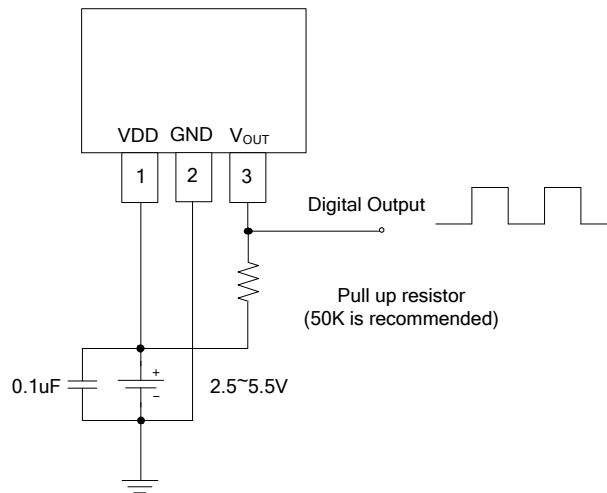 VDD GND VOUT
1 2 3
Digital Output
Pull up resistor
(50K is recommended)
+
0.1uF 2.5~5.5V
−